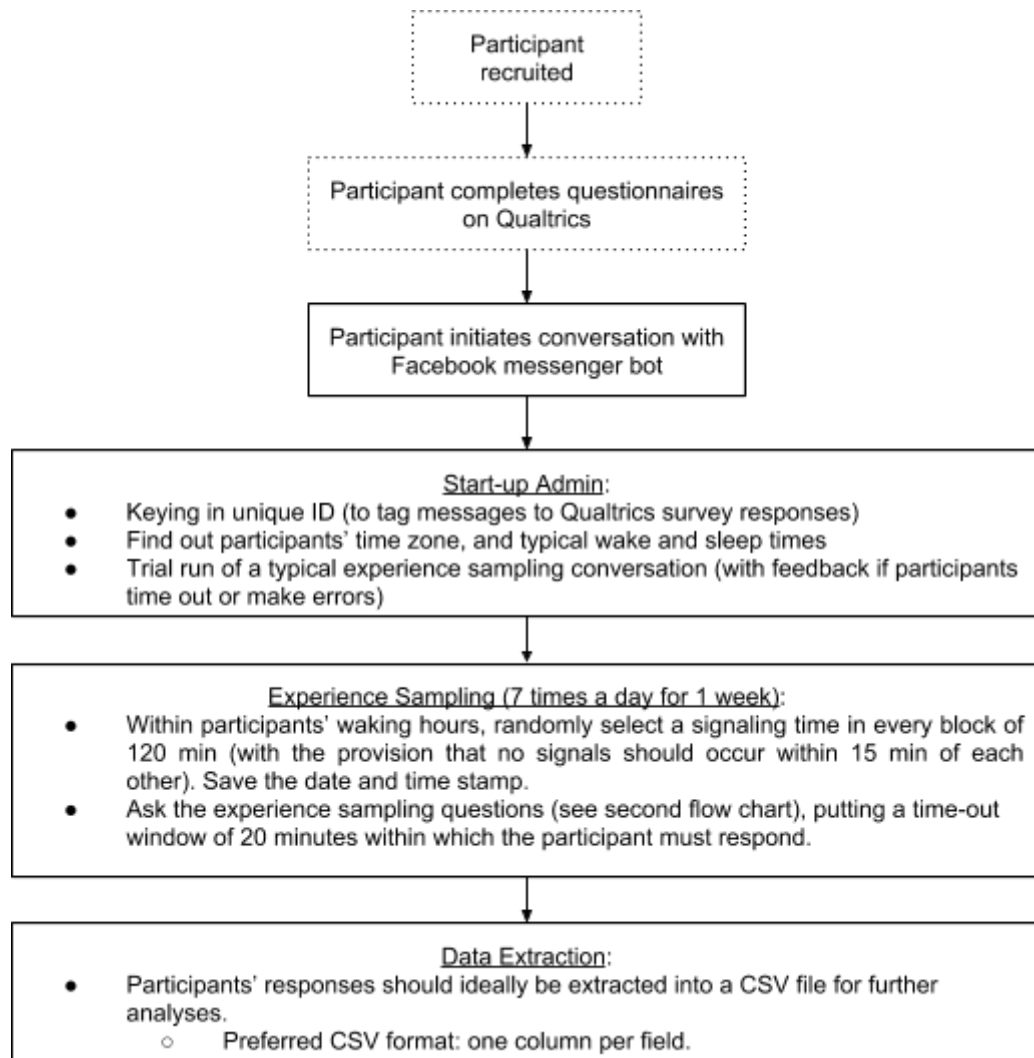 Participant
recruited
Participant completes questionnaires
on Qualtrics
Participant initiates conversation with
Facebook messenger bot
Start-up Admin:
● Keying in unique ID (to tag messages to Qualtrics survey responses)
● Find out participants’ time zone, and typical wake and sleep times
● Trial run of a typical experience sampling conversation (with feedback if participants
time out or make errors)
Experience Sampling (7 times a day for 1 week):
● Within participants’ waking hours, randomly select a signaling time in every block of
120 min (with the provision that no signals should occur within 15 min of each
other). Save the date and time stamp.
● Ask the experience sampling questions (see second flow chart), putting a time-out
window of 20 minutes within which the participant must respond.
Data Extraction:
● Participants’ responses should ideally be extracted into a CSV file for further
analyses.
○ Preferred CSV format: one column per field.